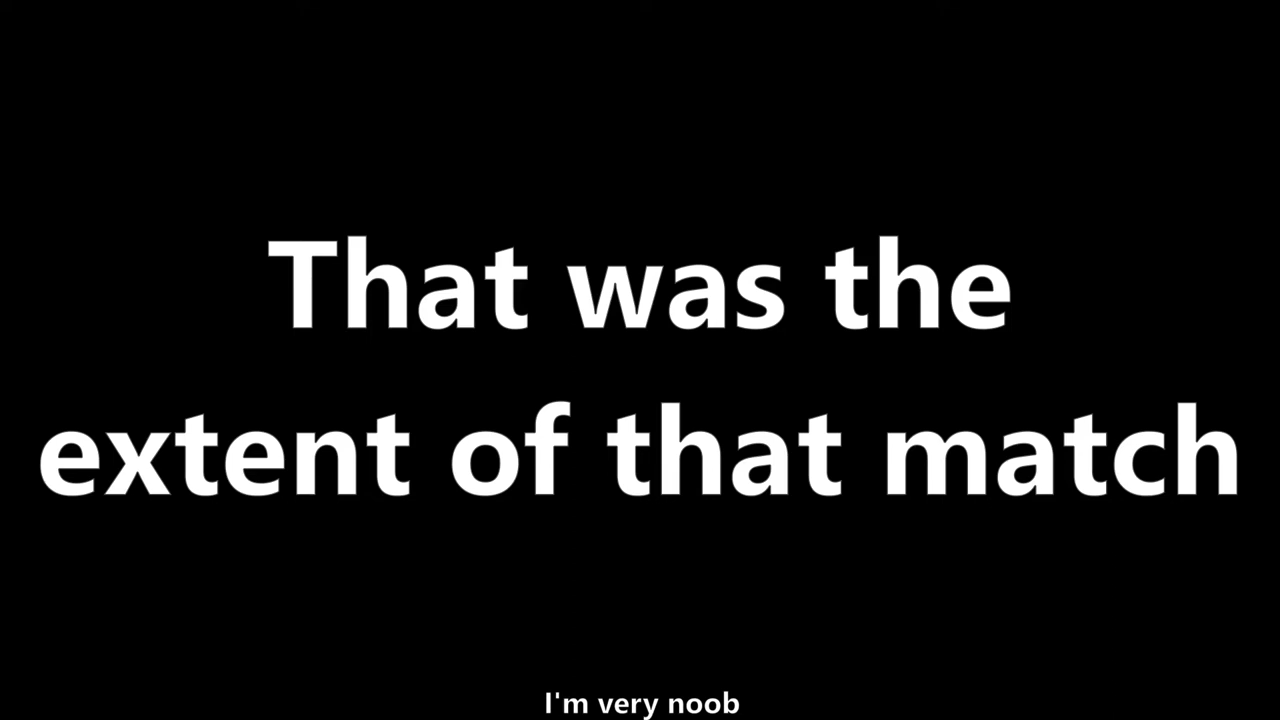 That was the
extent of that match
I'm very noob